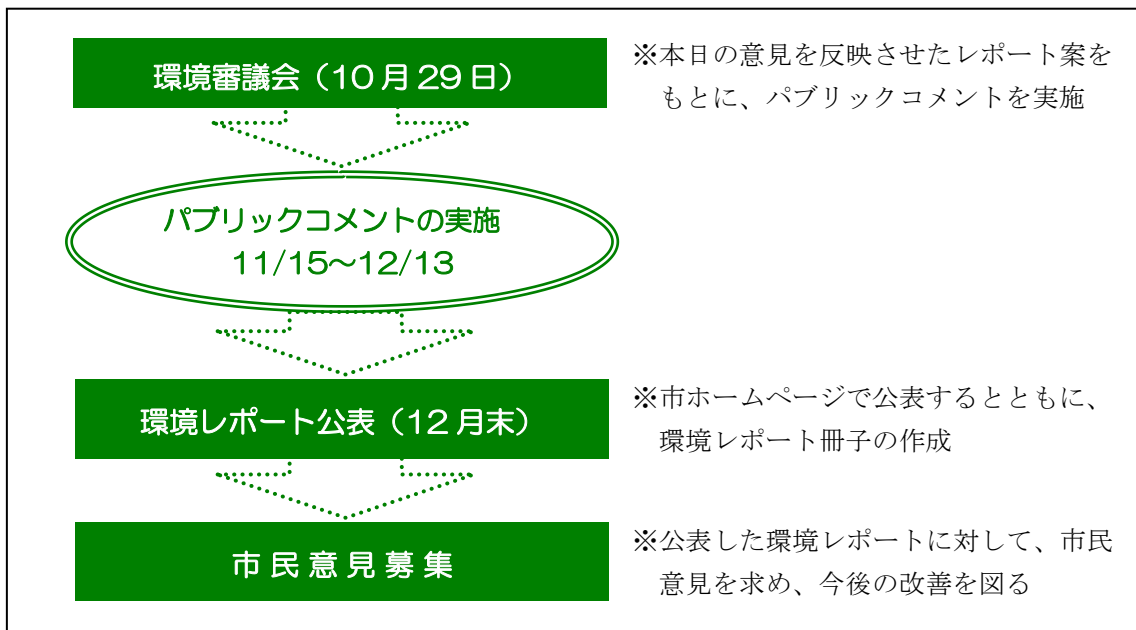 環境審議会（10月29日）
※本日の意見を反映させたレポート案を
もとに、パブリックコメントを実施
パブリックコメントの実施
11/15～12/13
環境レポート公表（12月末）
※市ホームページで公表するとともに、
環境レポート冊子の作成
市民意見募集
※公表した環境レポートに対して、市民
意見を求め、今後の改善を図る